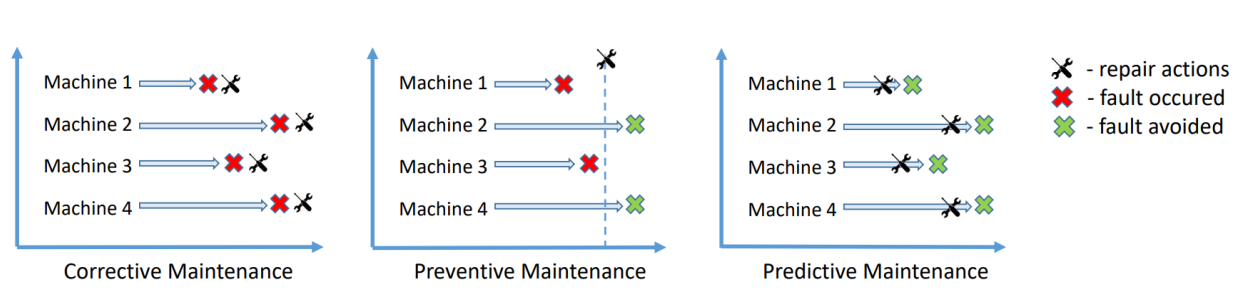 Machine 1
Machine 2
Machine 3
Machine 4
Corrective Maintenance
Machine 1
Machine 2
Machine 3
Machine 4
Preventive Maintenance
Machine 1
Machine 2
Machine 3
Machine 4
Predictive Maintenance
- repair actions
- fault occured
- fault avoided